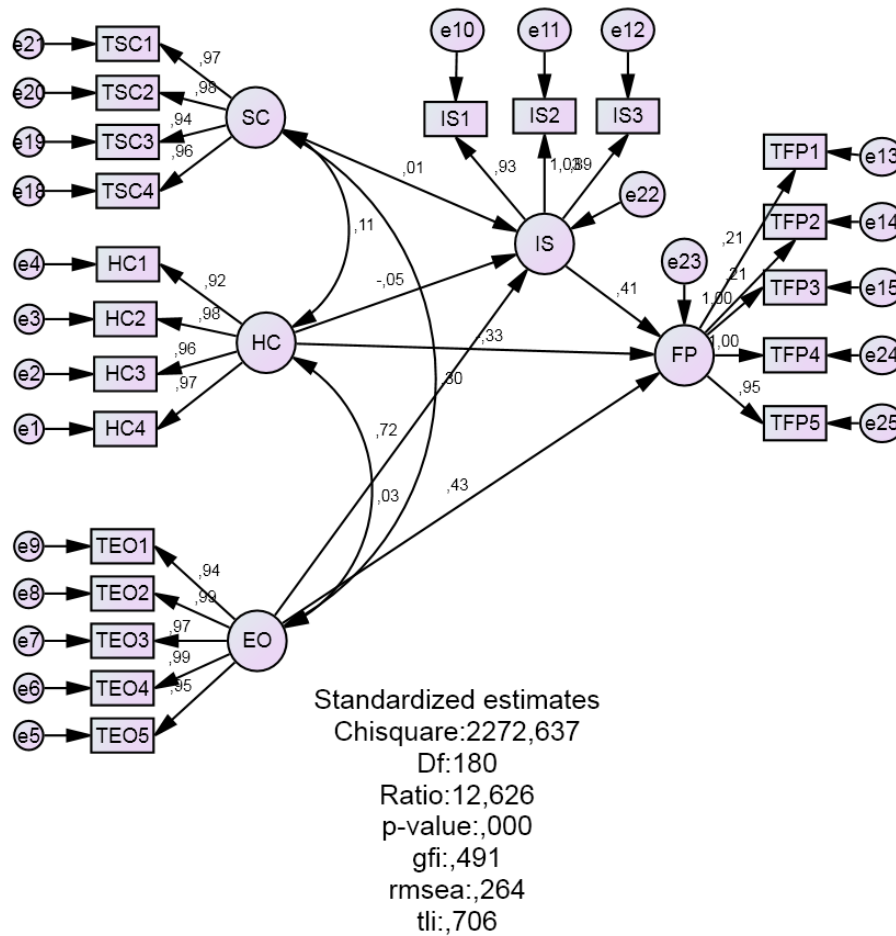 e21
TSC1
,97
e20
TSC2
,98
e19
TSC3
,94
e18
TSC4
,96
SC
e10
e11
e12
IS1
IS2
IS3
,93
1,03
,89
e22
IS
,01
,11
e4
HC1
,92
e3
HC2
,98
e2
HC3
,96
e1
HC4
,97
HC
-,05
,33
,30
,72
,03
,41
,43
e23
FP
TFP1
e13
,21
TFP2
e14
,21
TFP3
e15
1,00
TFP4
e24
1,00
TFP5
e25
,95
e9
TEO1
,94
e8
TEO2
,99
e7
TEO3
,97
e6
TEO4
,99
e5
TEO5
,95
EO
Standardized estimates
Chisquare:2272,637
Df:180
Ratio:12,626
p-value:,000
gfi:,491
rmsea:,264
tli:,706